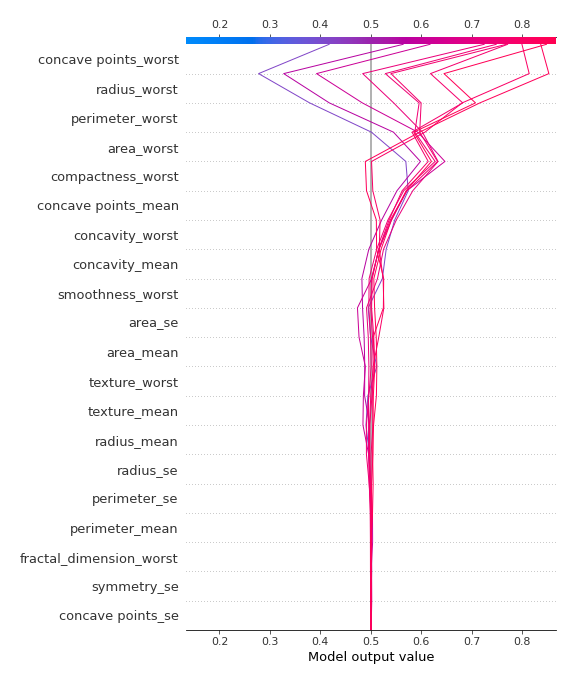 0.2 0.3 0.4 0.5 0.6 0.7 0.8
concave points_worst
radius_worst
perimeter_worst
area_worst
compactness_worst
concave points_mean
concavity_worst
concavity_mean
smoothness_worst
area_se
area_mean
texture_worst
texture_mean
radius_mean
radius_se
perimeter_se
perimeter_mean
fractal_dimension_worst
symmetry_se
concave points_se
0.2 0.3 0.4 0.5 0.6 0.7 0.8
Model output value